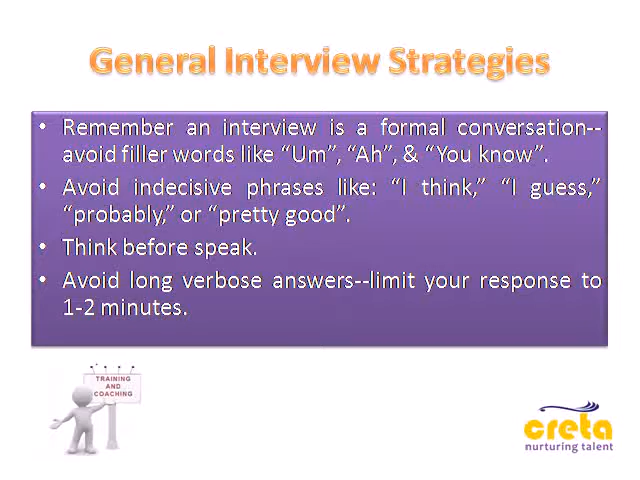 General Interview Strategies
• Remember an interview is a formal conversation--
avoid filler words like “Um”, “Ah”, & “You know”.
• Avoid indecisive phrases like: “I think,” “I guess,”
“probably,” or “pretty good”.
• Think before speak.
• Avoid long verbose answers--limit your response to
1-2 minutes.
TRAINING
AND
COACHING
creta
nurturing talent